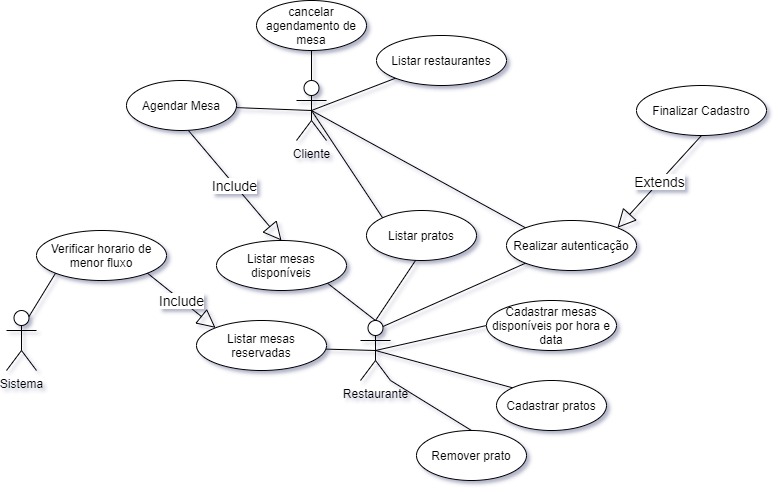 cancelar
agendamento de
mesa
Listar restaurantes
Agendar Mesa
Finalizar Cadastro
Cliente
Include
Extends
Listar pratos
Realizar autenticação
Verificar horario de
menor fluxo
Listar mesas
disponíveis
Include
Cadastrar mesas
disponíveis por hora e
data
Listar mesas
reservadas
Sistema
Restaurante
Cadastrar pratos
Remover prato